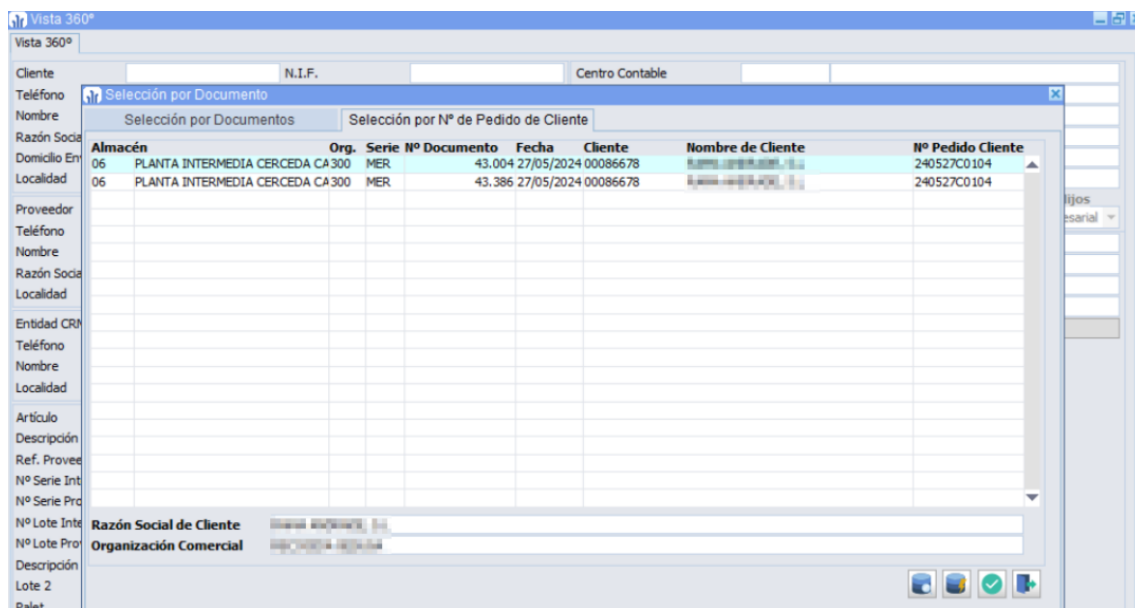 Vista 360º
Vista 360º
Cliente N.I.F. Centro Contable
Teléfono
Selección por Documento
Nombre
Selección por Documentos Selección por Nº de Pedido de Cliente
Razón Socia
Almacén Org. Serie Nº Documento Fecha Cliente Nombre de Cliente Nº Pedido Cliente
Domicilio En
06 PLANTA INTERMEDIA CERCEDA CA 300 MER 43.004 27/05/2024 00086678 240527C0104
Localidad
06 PLANTA INTERMEDIA CERCEDA CA 300 MER 43.386 27/05/2024 00086678 240527C0104
lijos
Proveedor
esarial
Teléfono
Nombre
Razón Socia
Localidad
Entidad CRM
Teléfono
Nombre
Localidad
Artículo
Descripción
Ref. Provee
Nº Serie Int
Nº Serie Pro
Nº Lote Inte
Razón Social de Cliente
Nº Lote Pro
Organización Comercial
Descripción
Lote 2
Palet